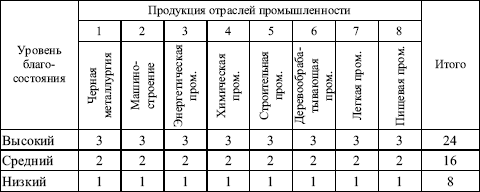 Продукция отраслей промышленности
Уровень
благо-
состояния
1 2 3 4 5 6 7 8
Итого
Черная
металлургия
Машино-
строение
Энергетическая
пром.
Химическая
пром.
Строительная
пром.
Деревообраба-
тывающая
пром.
Легкая пром.
Пищевая пром.
Высокий 3 3 3 3 3 3 3 3 24
Средний 2 2 2 2 2 2 2 2 16
Низкий 1 1 1 1 1 1 1 1 8